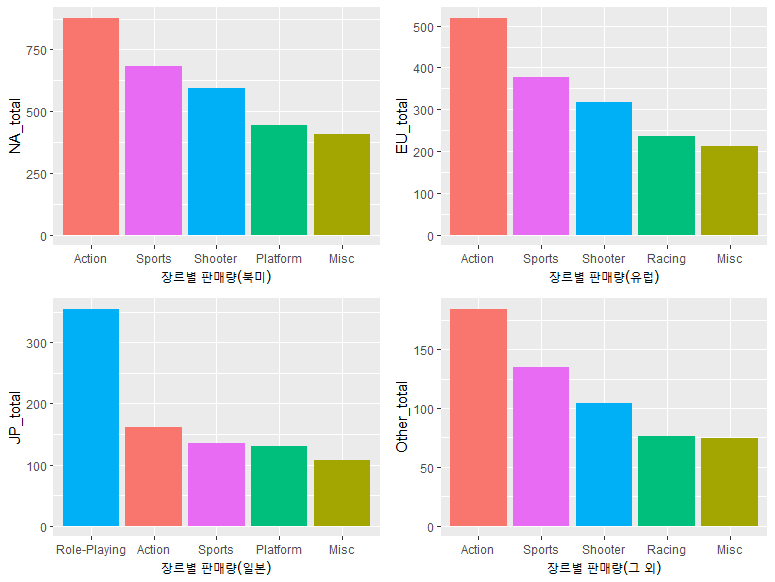 NA_total
750
500
250
0
Action Sports Shooter Platform Misc
장르별 판매량(북미)
EU_total
500
400
300
200
100
0
Action Sports Shooter Racing Misc
장르별 판매량(유럽)
JP_total
300
200
100
0
Role-Playing Action Sports Platform Misc
장르별 판매량(일본)
Other_total
150
100
50
0
Action Sports Shooter Racing Misc
장르별 판매량(그 외)